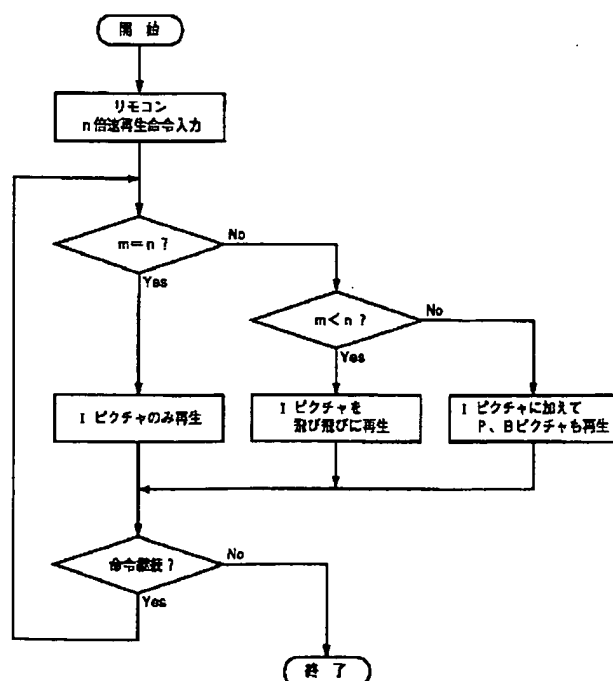 開 始
リモコン
n倍速再生命令入力
m=n?
No
Yes
m<n?
No
Yes
I ピクチャのみ再生
I ピクチャを
飛び飛びに再生
I ピクチャに加えて
P、Bピクチャも再生
命令継続?
No
Yes
終 了